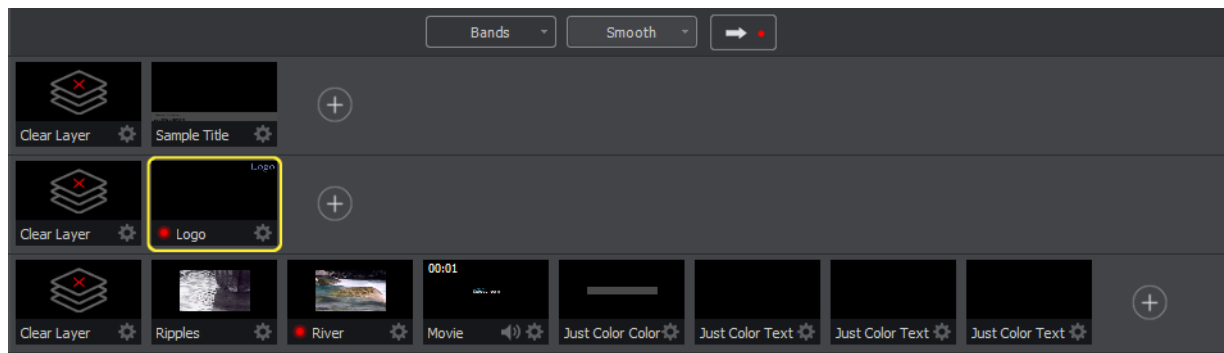 Bands Smooth
Clear Layer Sample Title
Logo
Clear Layer Logo
00:01
Clear Layer Ripples River Movie Just Color Color Just Color Text Just Color Text Just Color Text